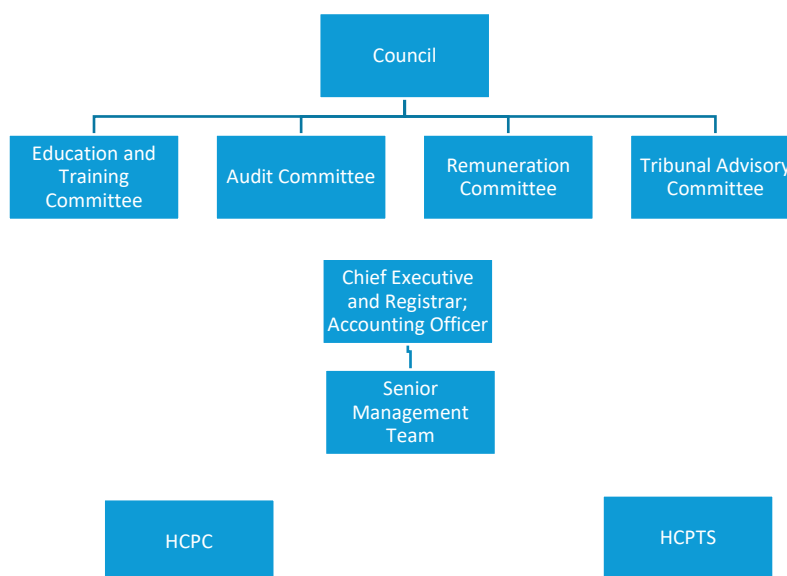 Council
Education and
Training
Committee
Audit Committee
Remuneration
Committee
Tribunal Advisory
Committee
Chief Executive
and Registrar;
Accounting Officer
Senior
Management
Team
HCPC
HCPTS